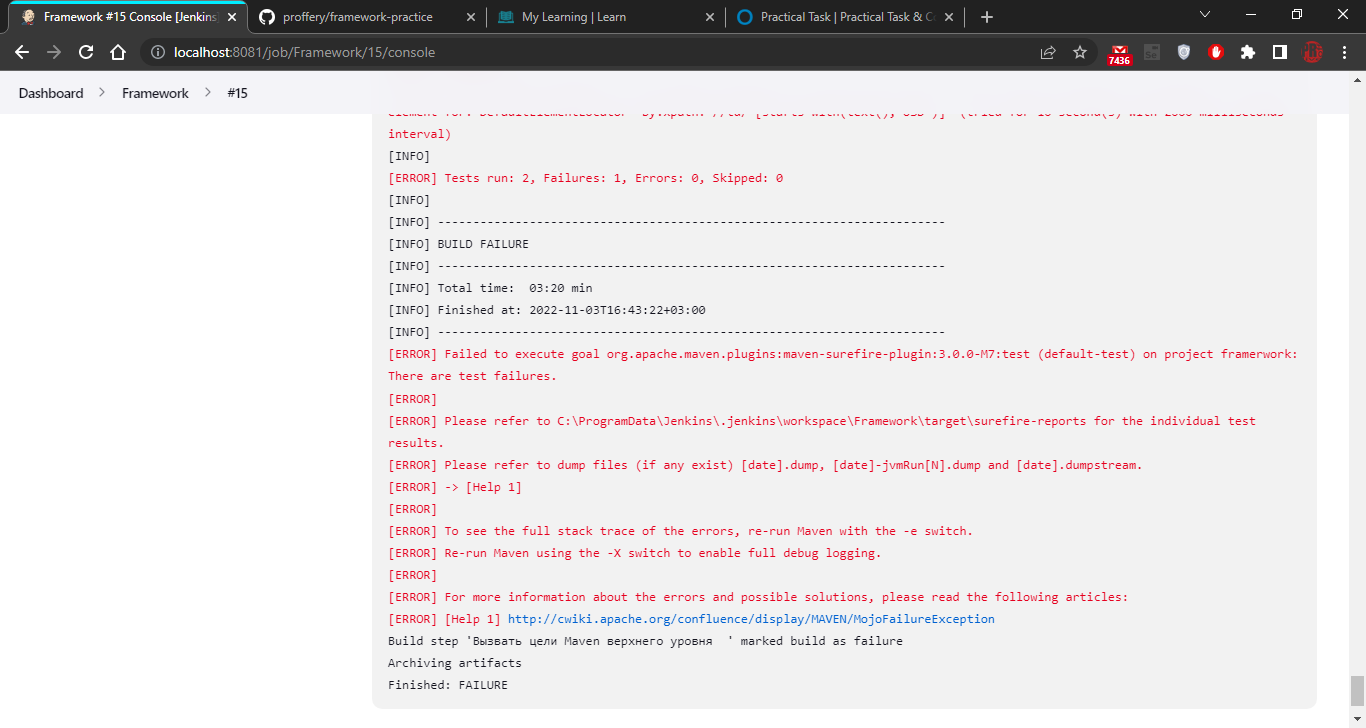 Framework #15 Console [Jenkins]
proffery/framework-practice
My Learning | Learn
Practical Task | Practical Task & C
localhost:8081/job/Framework/15/console
7436
Dashboard
Framework
#15
interval)
[INFO]
[ERROR] Tests run: 2, Failures: 1, Errors: 0, Skipped: 0
[INFO]
[INFO] ------------------------------------------------------------------------
[INFO] BUILD FAILURE
[INFO] ------------------------------------------------------------------------
[INFO] Total time:  03:20 min
[INFO] Finished at: 2022-11-03T16:43:22+03:00
[INFO] ------------------------------------------------------------------------
[ERROR] Failed to execute goal org.apache.maven.plugins:maven-surefire-plugin:3.0.0-M7:test (default-test) on project framerwork:
There are test failures.
[ERROR]
[ERROR] Please refer to C:\ProgramData\Jenkins\.jenkins\workspace\Framework\target\surefire-reports for the individual test
results.
[ERROR] Please refer to dump files (if any exist) [date].dump, [date]-jvmRun[N].dump and [date].dumpstream.
[ERROR] -> [Help 1]
[ERROR]
[ERROR] To see the full stack trace of the errors, re-run Maven with the -e switch.
[ERROR] Re-run Maven using the -X switch to enable full debug logging.
[ERROR]
[ERROR] For more information about the errors and possible solutions, please read the following articles:
[ERROR] [Help 1] http://cwiki.apache.org/confluence/display/MAVEN/MojoFailureException
Build step 'Вызвать цели Maven верхнего уровня  ' marked build as failure
Archiving artifacts
Finished: FAILURE